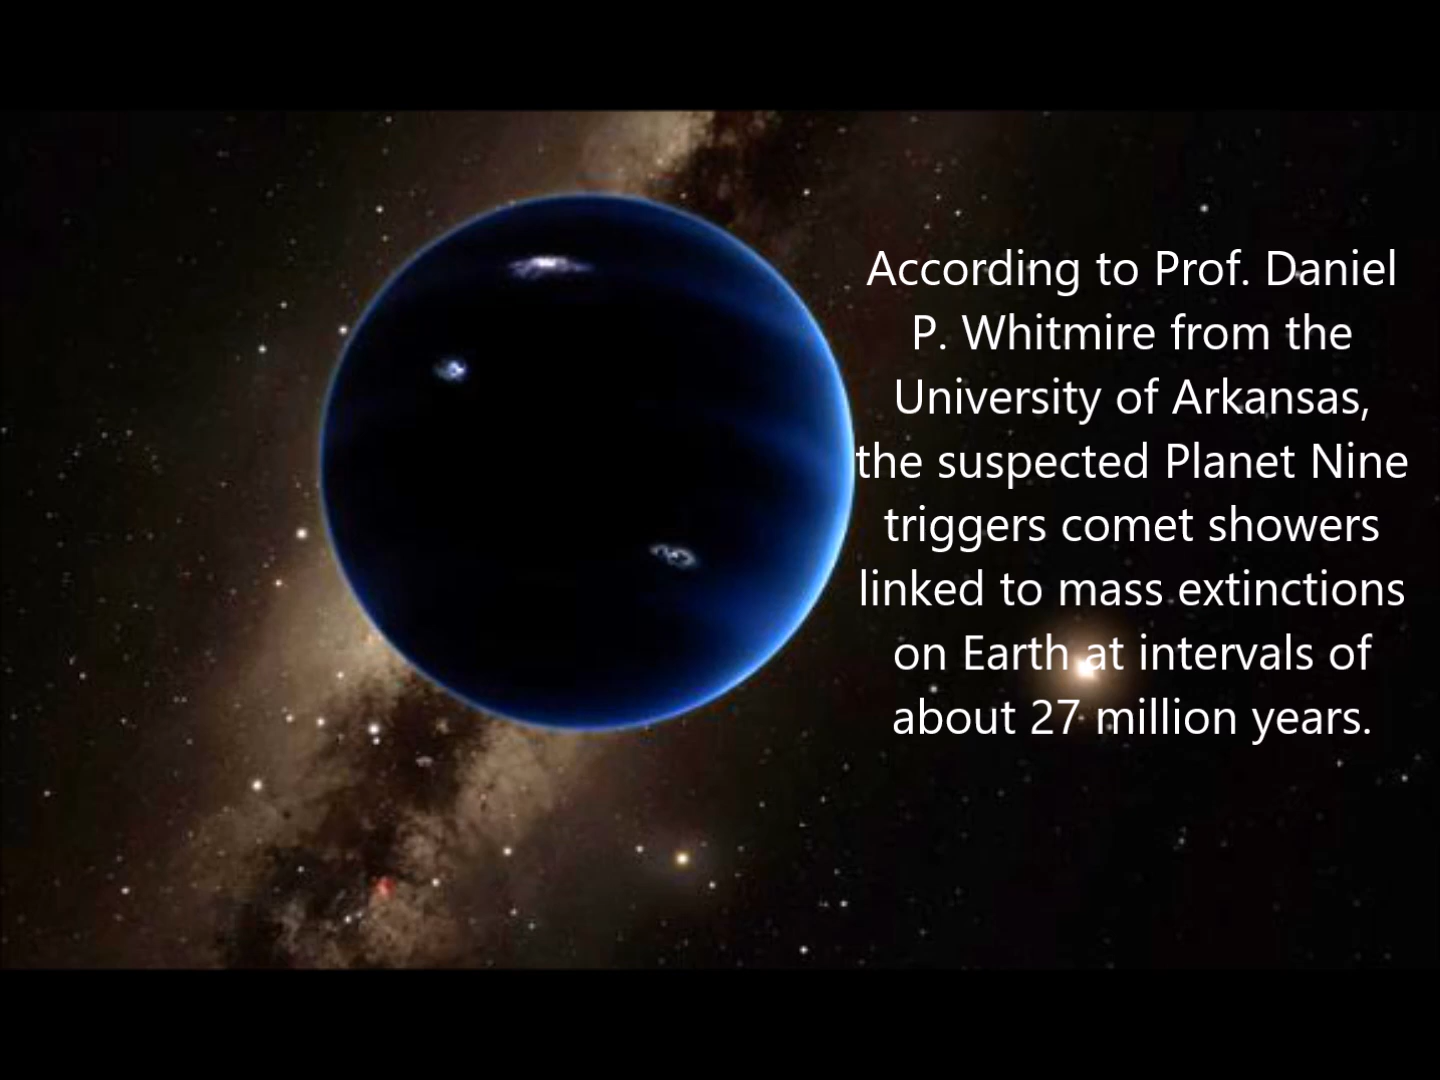 According to Prof. Daniel
P. Whitmire from the
University of Arkansas,
the suspected Planet Nine
triggers comet showers
linked to mass extinctions
on Earth at intervals of
about 27 million years.